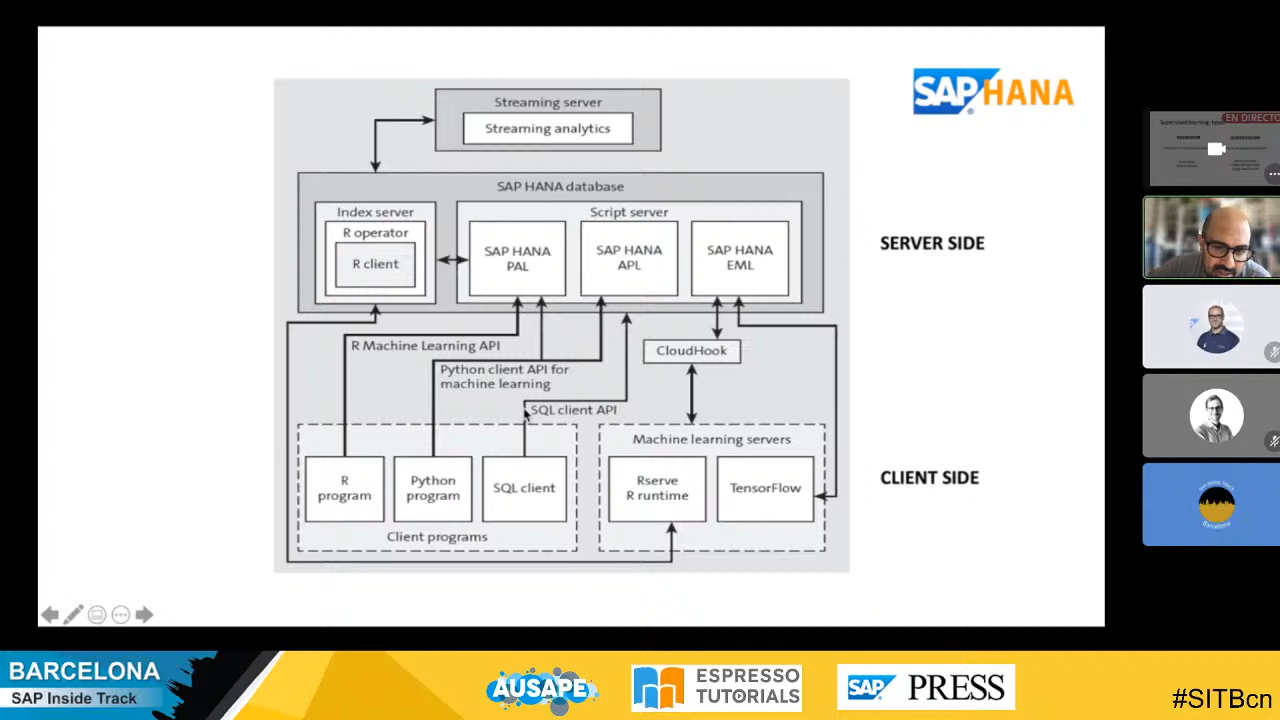 SAP HANA
Streaming server
Streaming analytics
SAP HANA database
Index server
R operator
R client
Script server
SAP HANA
PAL
SAP HANA
APL
SAP HANA
EML
SERVER SIDE
R Machine Learning API
Python client API for
machine learning
SQL client API
CloudHook
R
program
Python
program
SQL client
Client programs
Machine learning servers
Rserve
R runtime
TensorFlow
CLIENT SIDE
EN DIRECTO
Barcelona
BARCELONA
SAP Inside Track
AUSAPE
ESPRESSO
TUTORIALS
SAP PRESS
#SITBcn